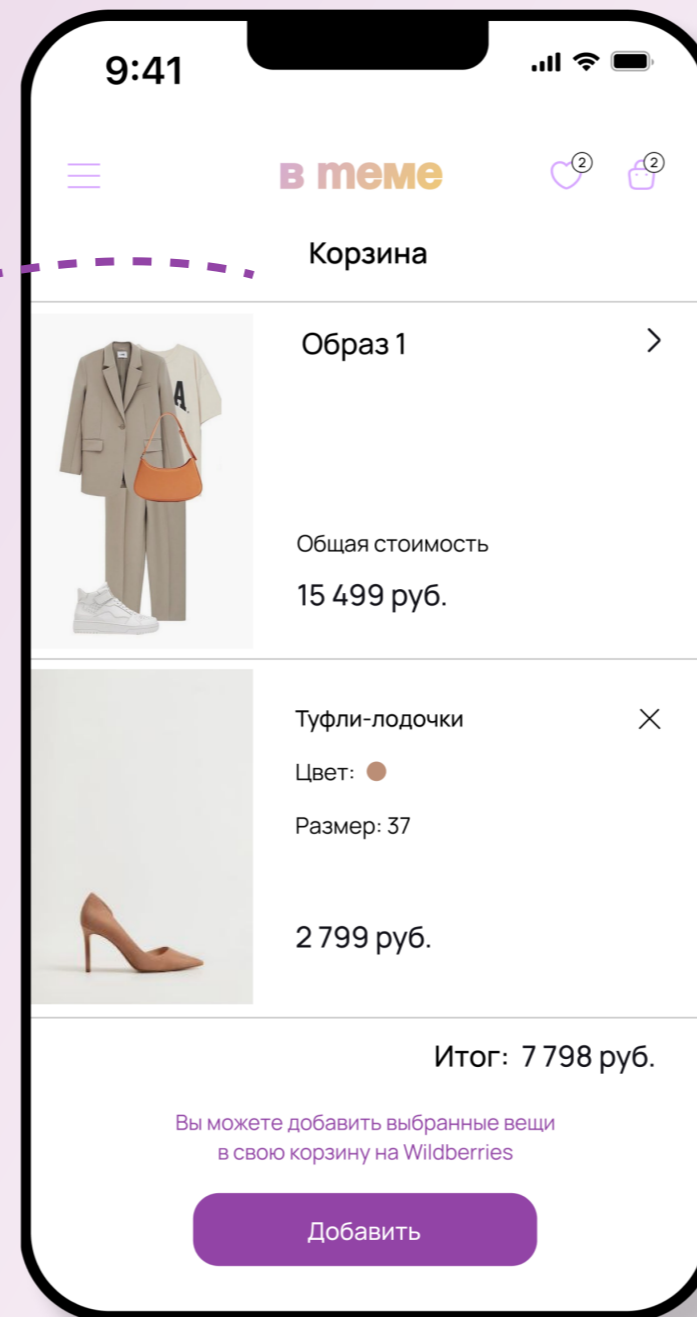 9:41
в теме
2
2
Корзина
Образ 1
A.
Общая стоимость
15 499 руб.
Туфли-лодочки
Цвет:
Размер: 37
2 799 руб.
Итог: 7 798 руб.
Вы можете добавить выбранные вещи
в свою корзину на Wildberries
Добавить